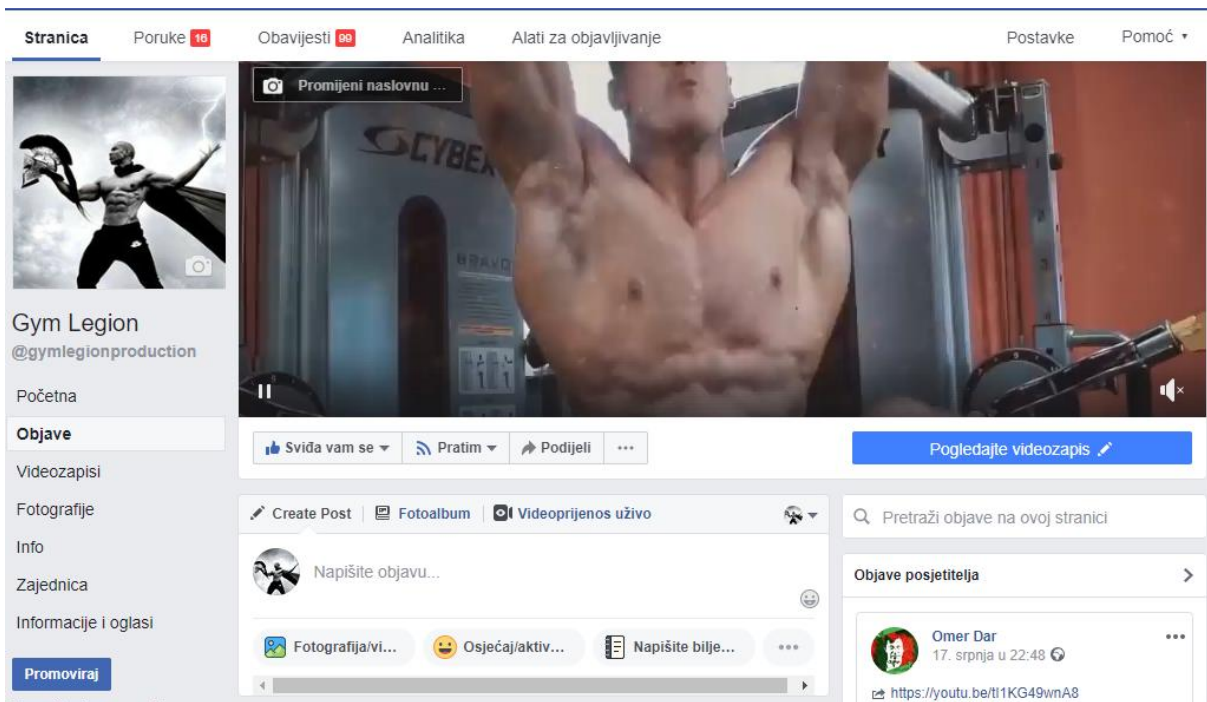 Stranica Poruke 16 Obavijesti 99 Analitika Alati za objavljivanje Postavke Pomoć
Promijeni naslovnu ...
CYBEX
BRAVO
Gym Legion
@gymlegionproduction
Početna
Objave
Videozapisi
Fotografije
Info
Zajednica
Informacije i oglasi
Promoviraj
Sviđa vam se Pratim Podijeli ...
Pogledajte videozapis
Create Post Fotoalbum Videoprijenos uživo
Napišite objavu...
Fotografija/vi... Osjećaj/aktiv... Napišite bilje...
Pretraži objave na ovoj stranici
Objave posjetitelja
Omer Dar
17. srpnja u 22:48
https://youtu.be/tl1KG49wnA8